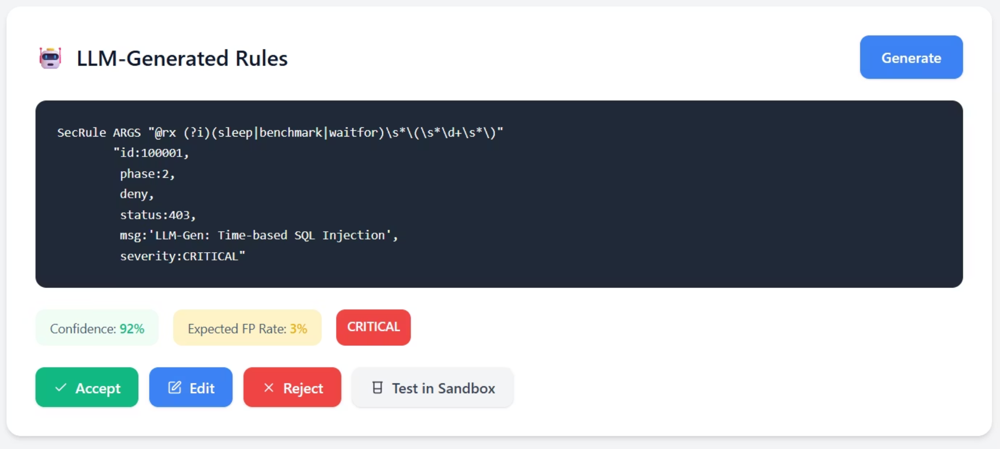 LLM-Generated Rules
Generate
SecRule ARGS "@rx (?i)(sleep|benchmark|waitfor)\s*\(\s*\d+\s*\)"
"id:100001,
phase:2,
deny,
status:403,
msg:'LLM-Gen: Time-based SQL Injection',
severity:CRITICAL"
Confidence: 92%
Expected FP Rate: 3%
CRITICAL
Accept
Edit
Reject
Test in Sandbox